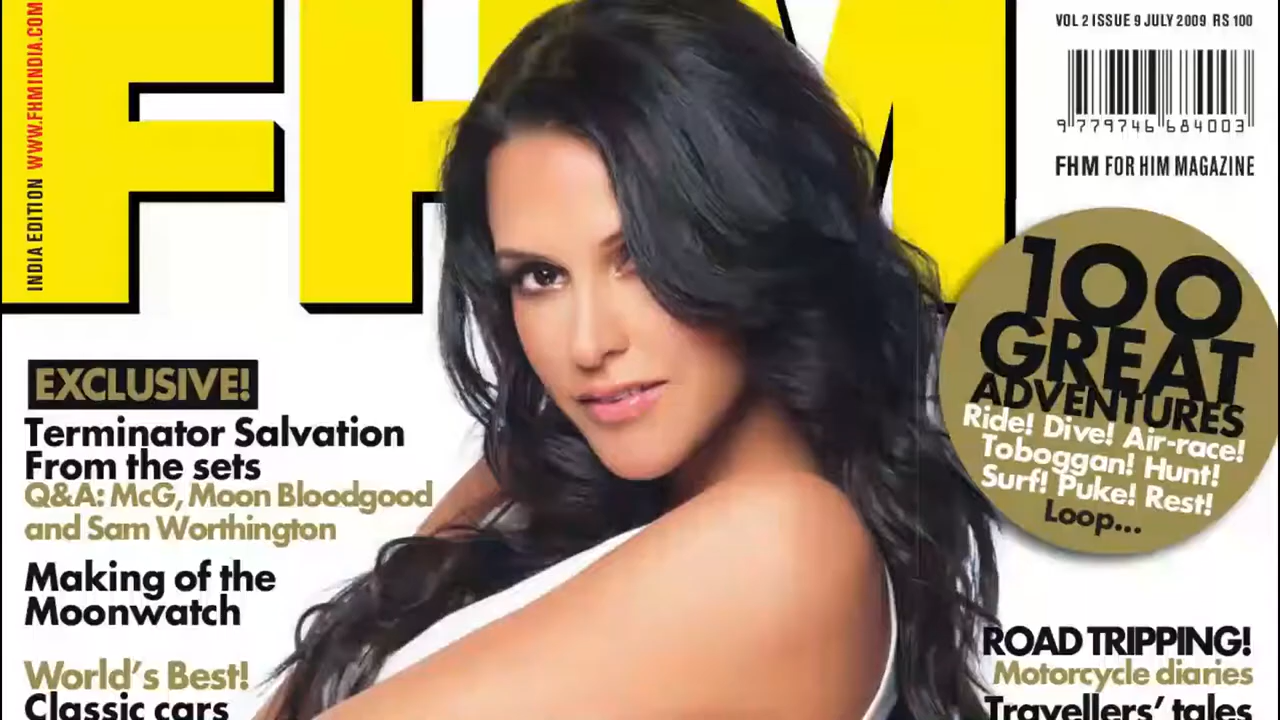 FHM
INDIA EDITION WWW.FHMINDIA.COM
VOL 2 ISSUE 9 JULY 2009 RS 100
9 779746 684003
FHM FOR HIM MAGAZINE
100
GREAT
ADVENTURES
Ride! Dive! Air-race!
Toboggan! Hunt!
Surf! Puke! Rest!
Loop...
EXCLUSIVE!
Terminator Salvation
From the sets
Q&A: McG, Moon Bloodgood
and Sam Worthington
Making of the
Moonwatch
World's Best!
Classic cars
ROAD TRIPPING!
Motorcycle diaries
Travellers' tales